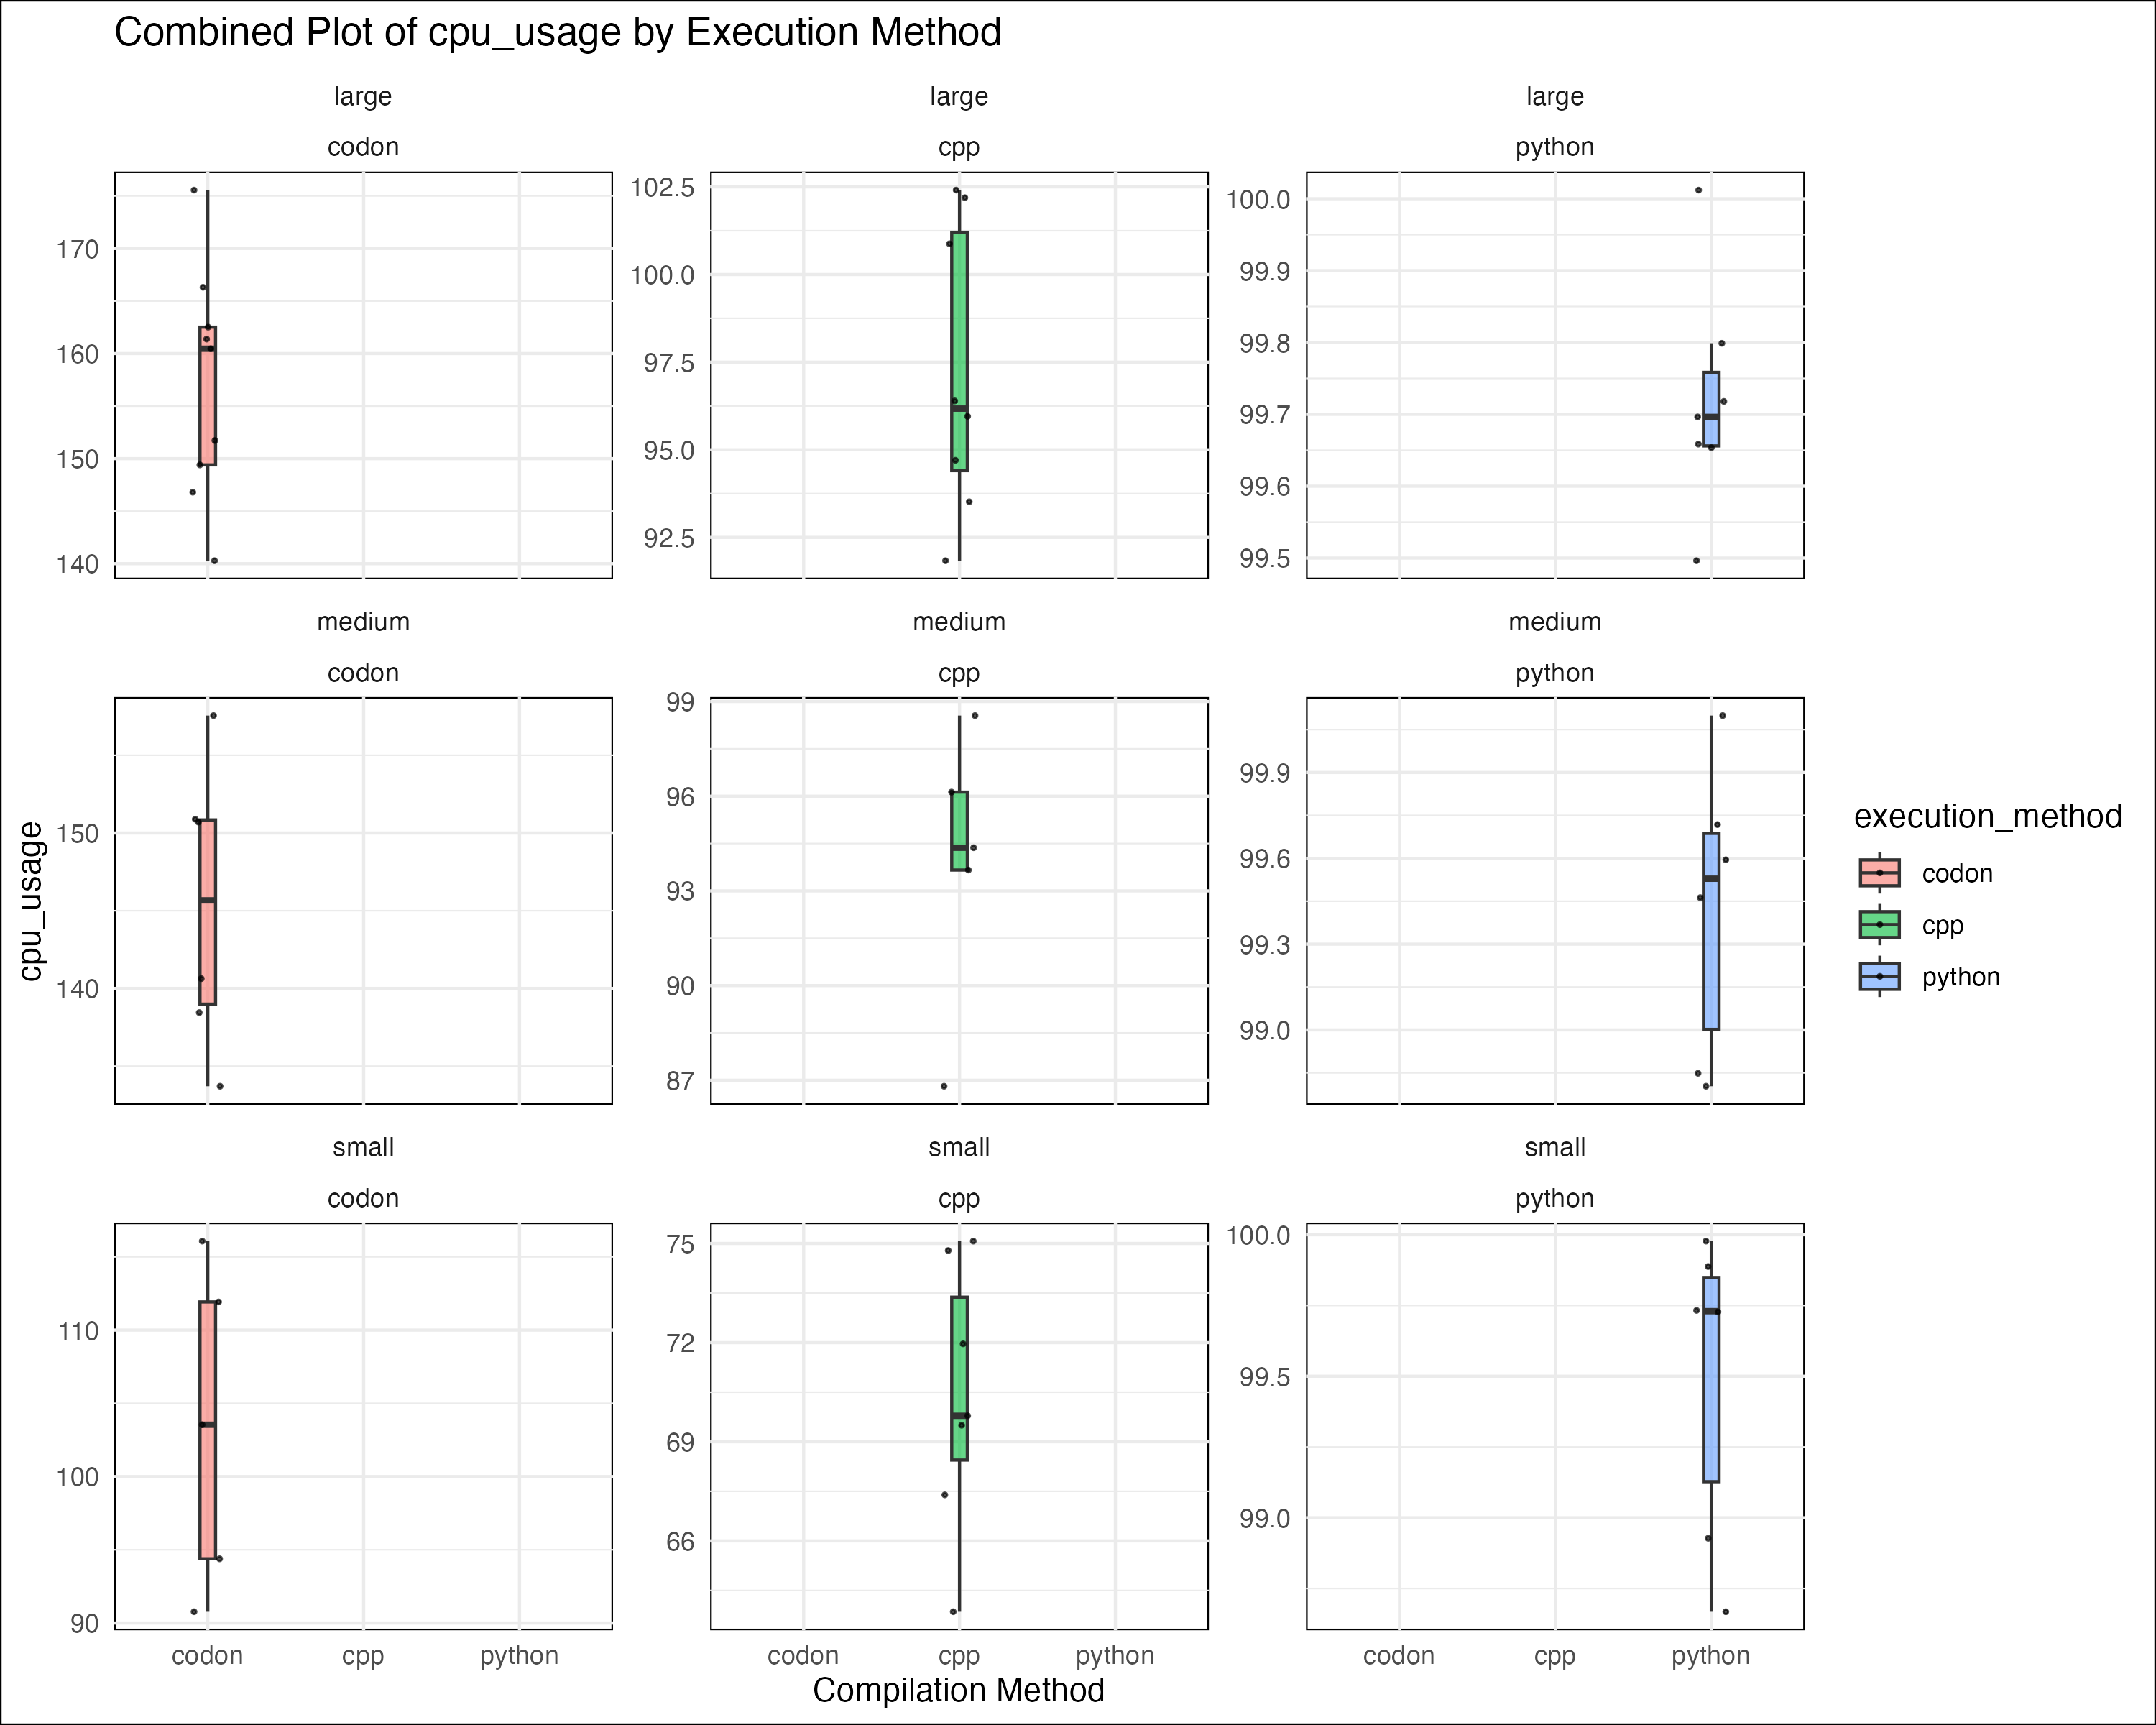 Combined Plot of cpu_usage by Execution Method
large
codon
large
cpp
large
python
170
160
150
140
102.5
100.0
97.5
95.0
92.5
100.0
99.9
99.8
99.7
99.6
99.5
medium
codon
medium
cpp
medium
python
150
140
99
96
93
90
87
99.9
99.6
99.3
99.0
small
codon
small
cpp
small
python
110
100
90
75
72
69
66
100.0
99.5
99.0
codon cpp python
codon cpp python
codon cpp python
Compilation Method
cpu_usage
execution_method
codon
cpp
python